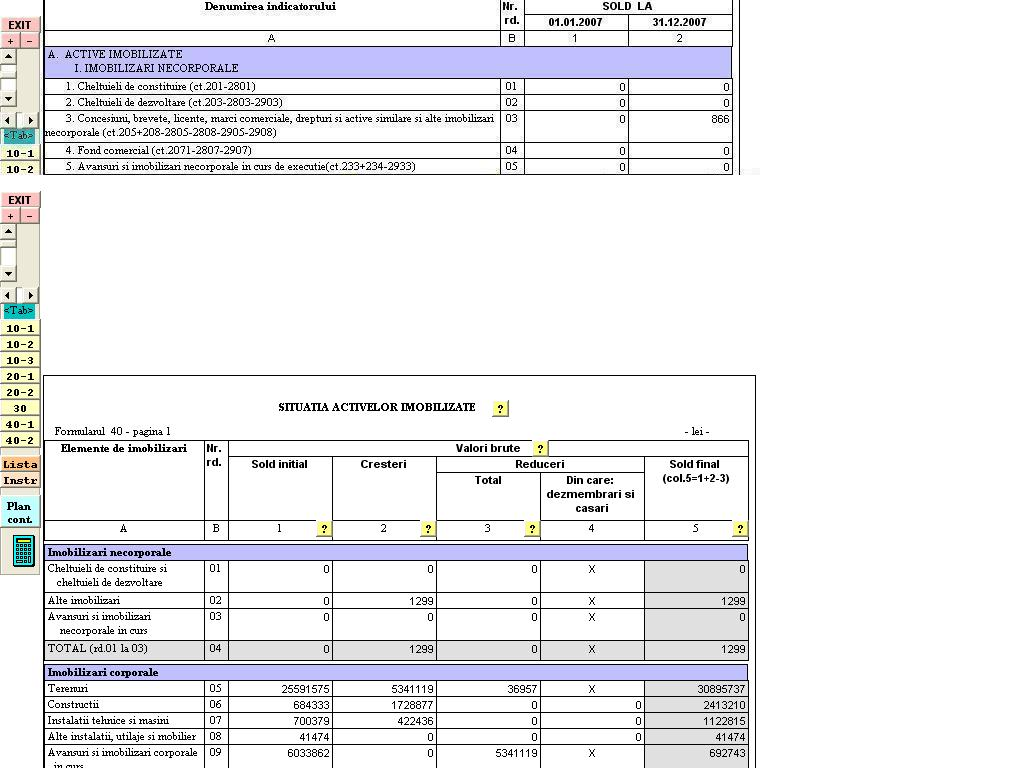 Denumirea indicatorului Nr. rd. SOLD LA
01.01.2007 31.12.2007
A B 1 2
A. ACTIVE IMOBILIZATE
I. IMOBILIZARI NECORPORALE
1. Cheltuieli de constituire (ct.201-2801) 01 0 0
2. Cheltuieli de dezvoltare (ct.203-2803-2903) 02 0 0
3. Concesiuni, brevete, licente, marci comerciale, drepturi si active similare si alte imobilizari 03 0 866
necorporale (ct.205+208-2805-2808-2905-2908)
4. Fond comercial (ct.2071-2807-2907) 04 0 0
5. Avansuri si imobilizari necorporale in curs de executie(ct.233+234-2933) 05 0 0
EXIT
+ -
<Tab>
10-1
10-2
EXIT
+ -
<Tab>
10-1
10-2
10-3
20-1
20-2
30
40-1
40-2
Lista
Instr
Plan
cont.
SITUATIA ACTIVELOR IMOBILIZATE ?
Formularul 40 - pagina 1 - lei -
Elemente de imobilizari Nr. rd. Valori brute ?
Sold initial Cresteri Reduceri Sold final
(col.5=1+2-3)
Total Din care:
dezmembrari si
casari
A B 1 ? 2 ? 3 ? 4 5 ?
Imobilizari necorporale
Cheltuieli de constituire si 01 0 0 0 X 0
cheltuieli de dezvoltare
Alte imobilizari 02 0 1299 0 X 1299
Avansuri si imobilizari 03 0 0 0 X 0
necorporale in curs
TOTAL (rd.01 la 03) 04 0 1299 0 X 1299
Imobilizari corporale
Terenuri 05 25591575 5341119 36957 X 30895737
Constructii 06 684333 1728877 0 0 2413210
Instalatii tehnice si masini 07 700379 422436 0 0 1122815
Alte instalatii, utilaje si mobilier 08 41474 0 0 0 41474
Avansuri si imobilizari corporale 09 6033862 0 5341119 X 692743
in curs